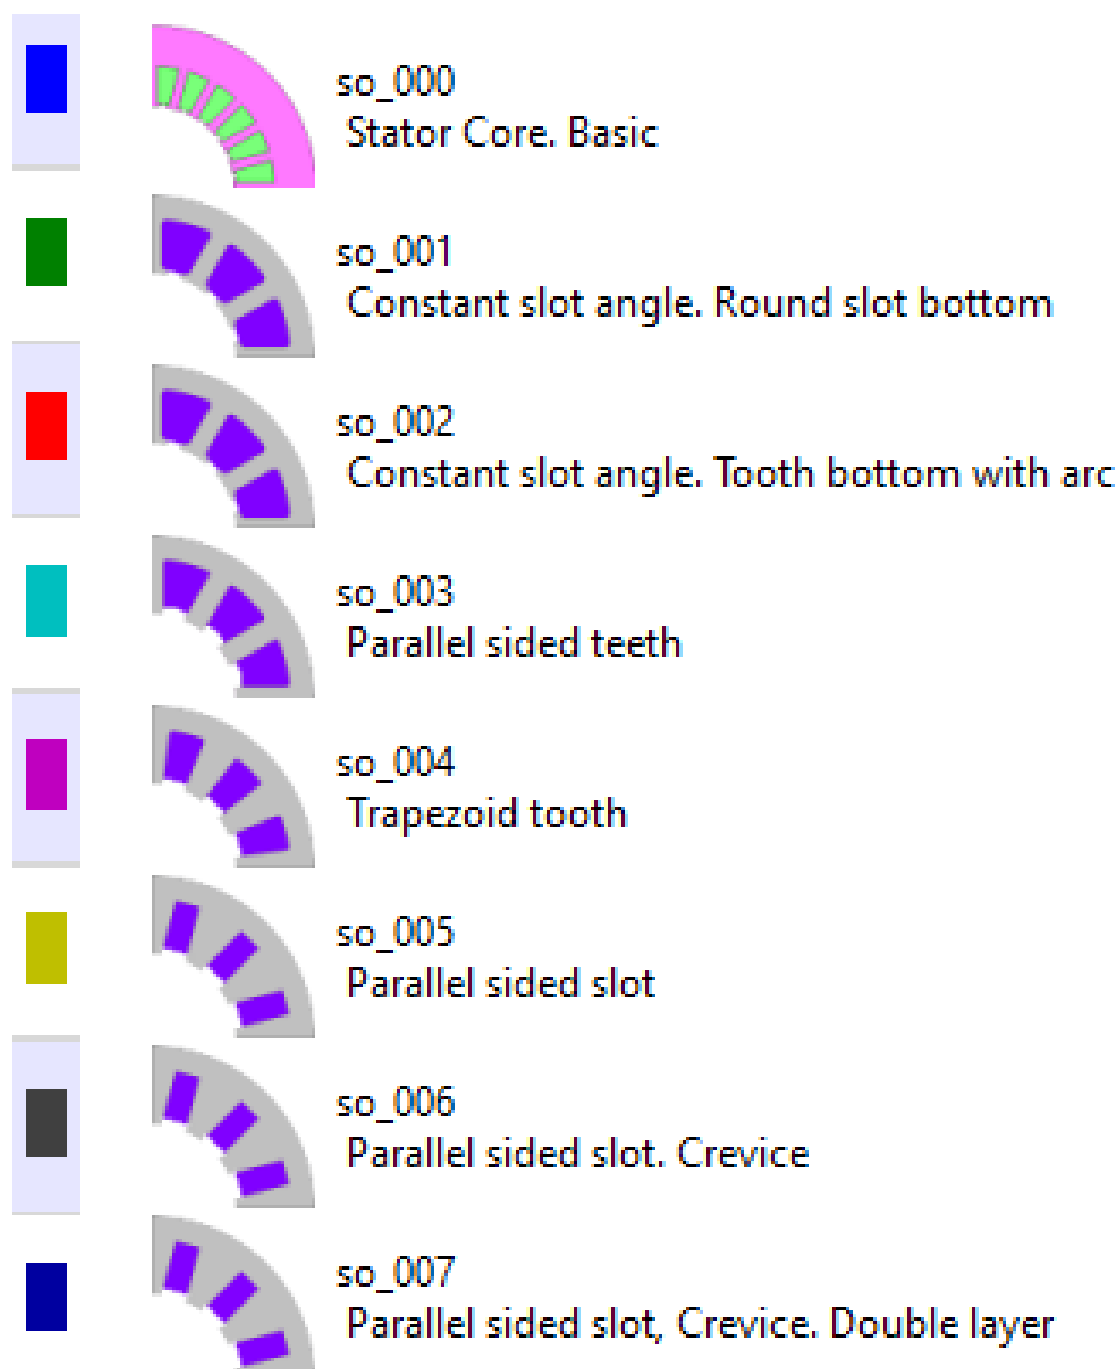 so_000
Stator Core. Basic
so_001
Constant slot angle. Round slot bottom
so_002
Constant slot angle. Tooth bottom with arc
so_003
Parallel sided teeth
so_004
Trapezoid tooth
so_005
Parallel sided slot
so_006
Parallel sided slot. Crevice
so_007
Parallel sided slot, Crevice. Double layer